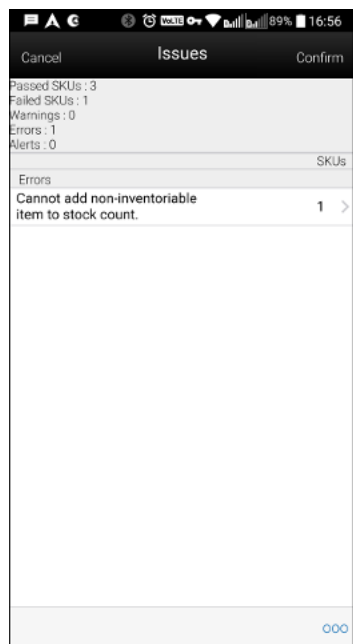 VoLTE 89% 16:56
Cancel Issues Confirm
Passed SKUs : 3
Failed SKUs : 1
Warnings : 0
Errors : 1
Alerts : 0
SKUs
Errors
Cannot add non-inventoriable
item to stock count.
1